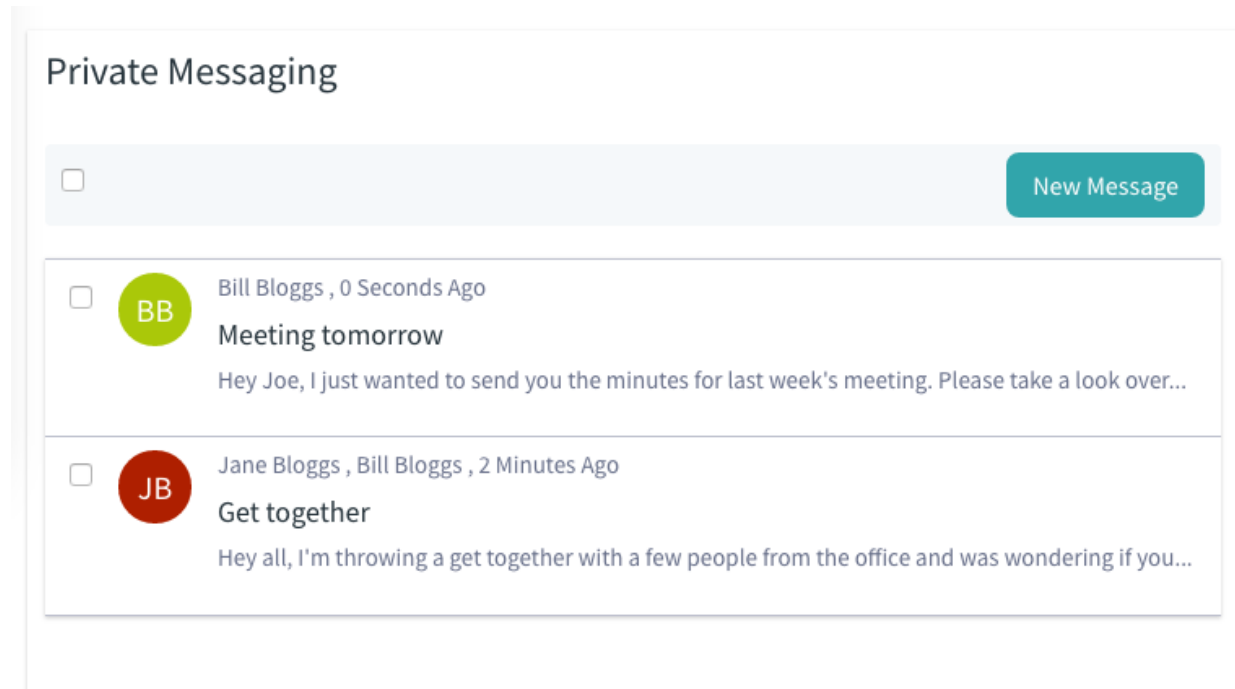 Private Messaging
New Message
BB
Bill Bloggs , 0 Seconds Ago
Meeting tomorrow
Hey Joe, I just wanted to send you the minutes for last week's meeting. Please take a look over...
JB
Jane Bloggs , Bill Bloggs , 2 Minutes Ago
Get together
Hey all, I'm throwing a get together with a few people from the office and was wondering if you...